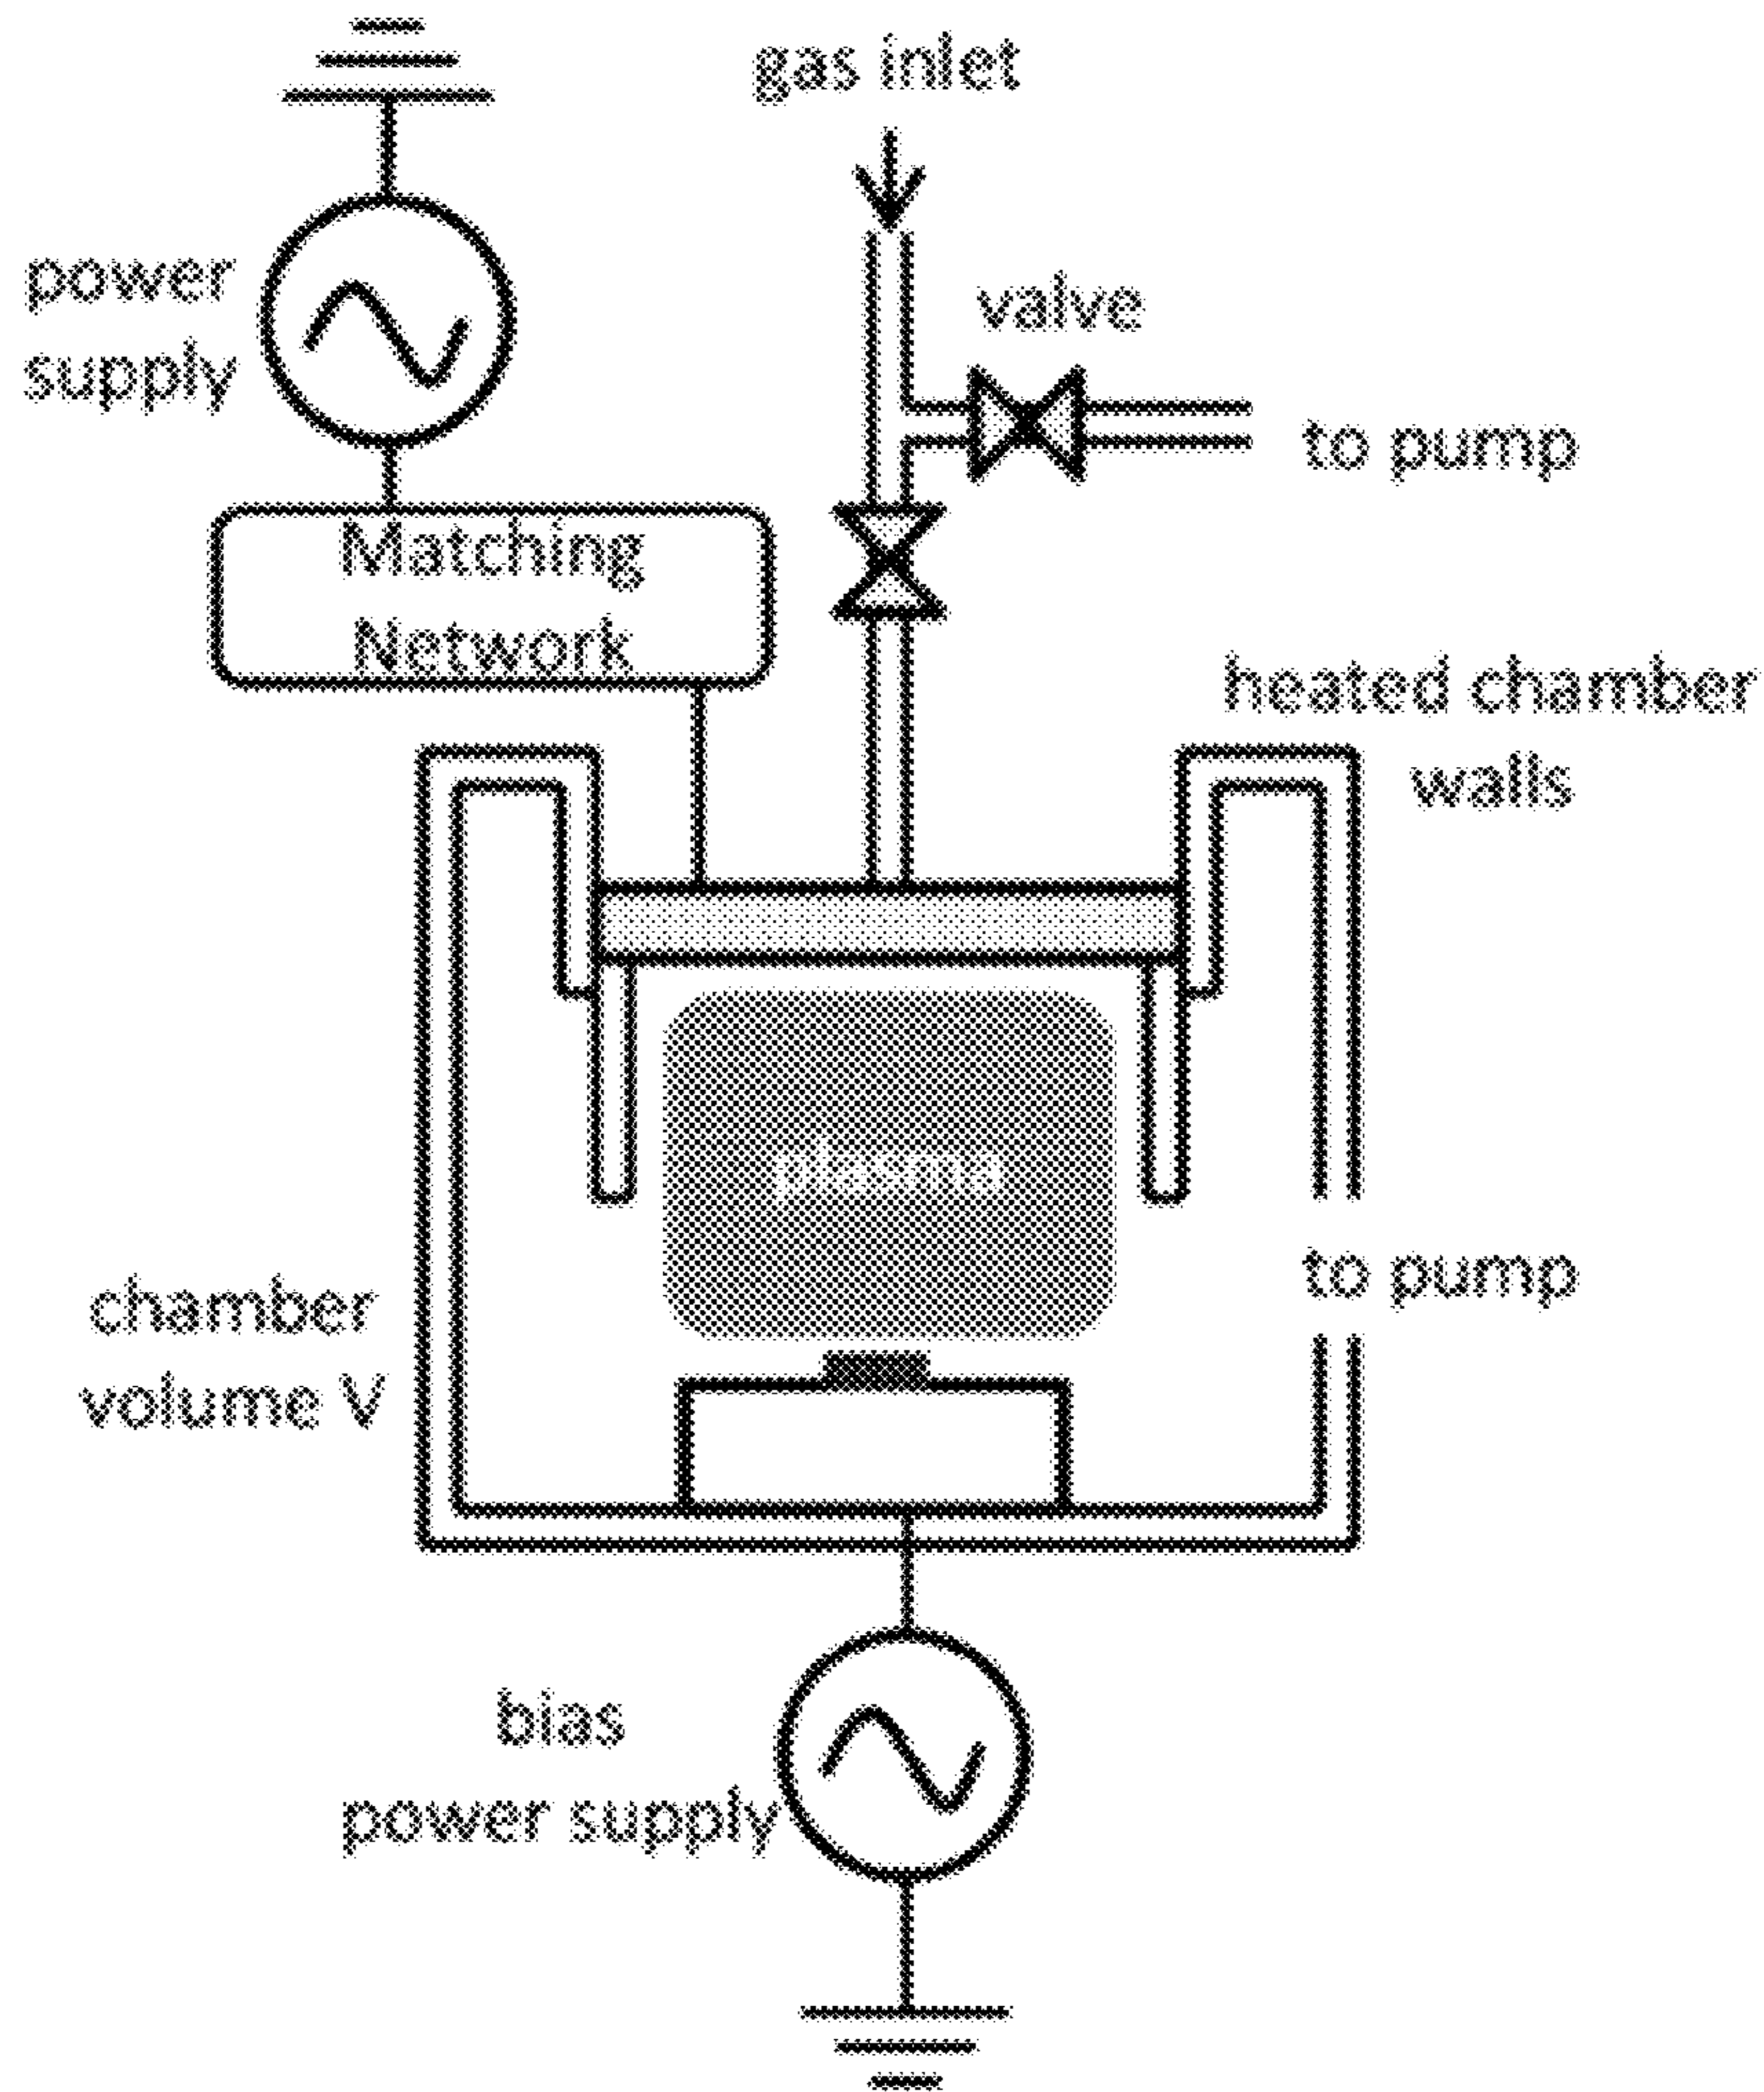 gas inlet
power
supply
valve
to pump
Matching
Network
heated chamber
walls
plasma
chamber
volume V
to pump
bias
power supply